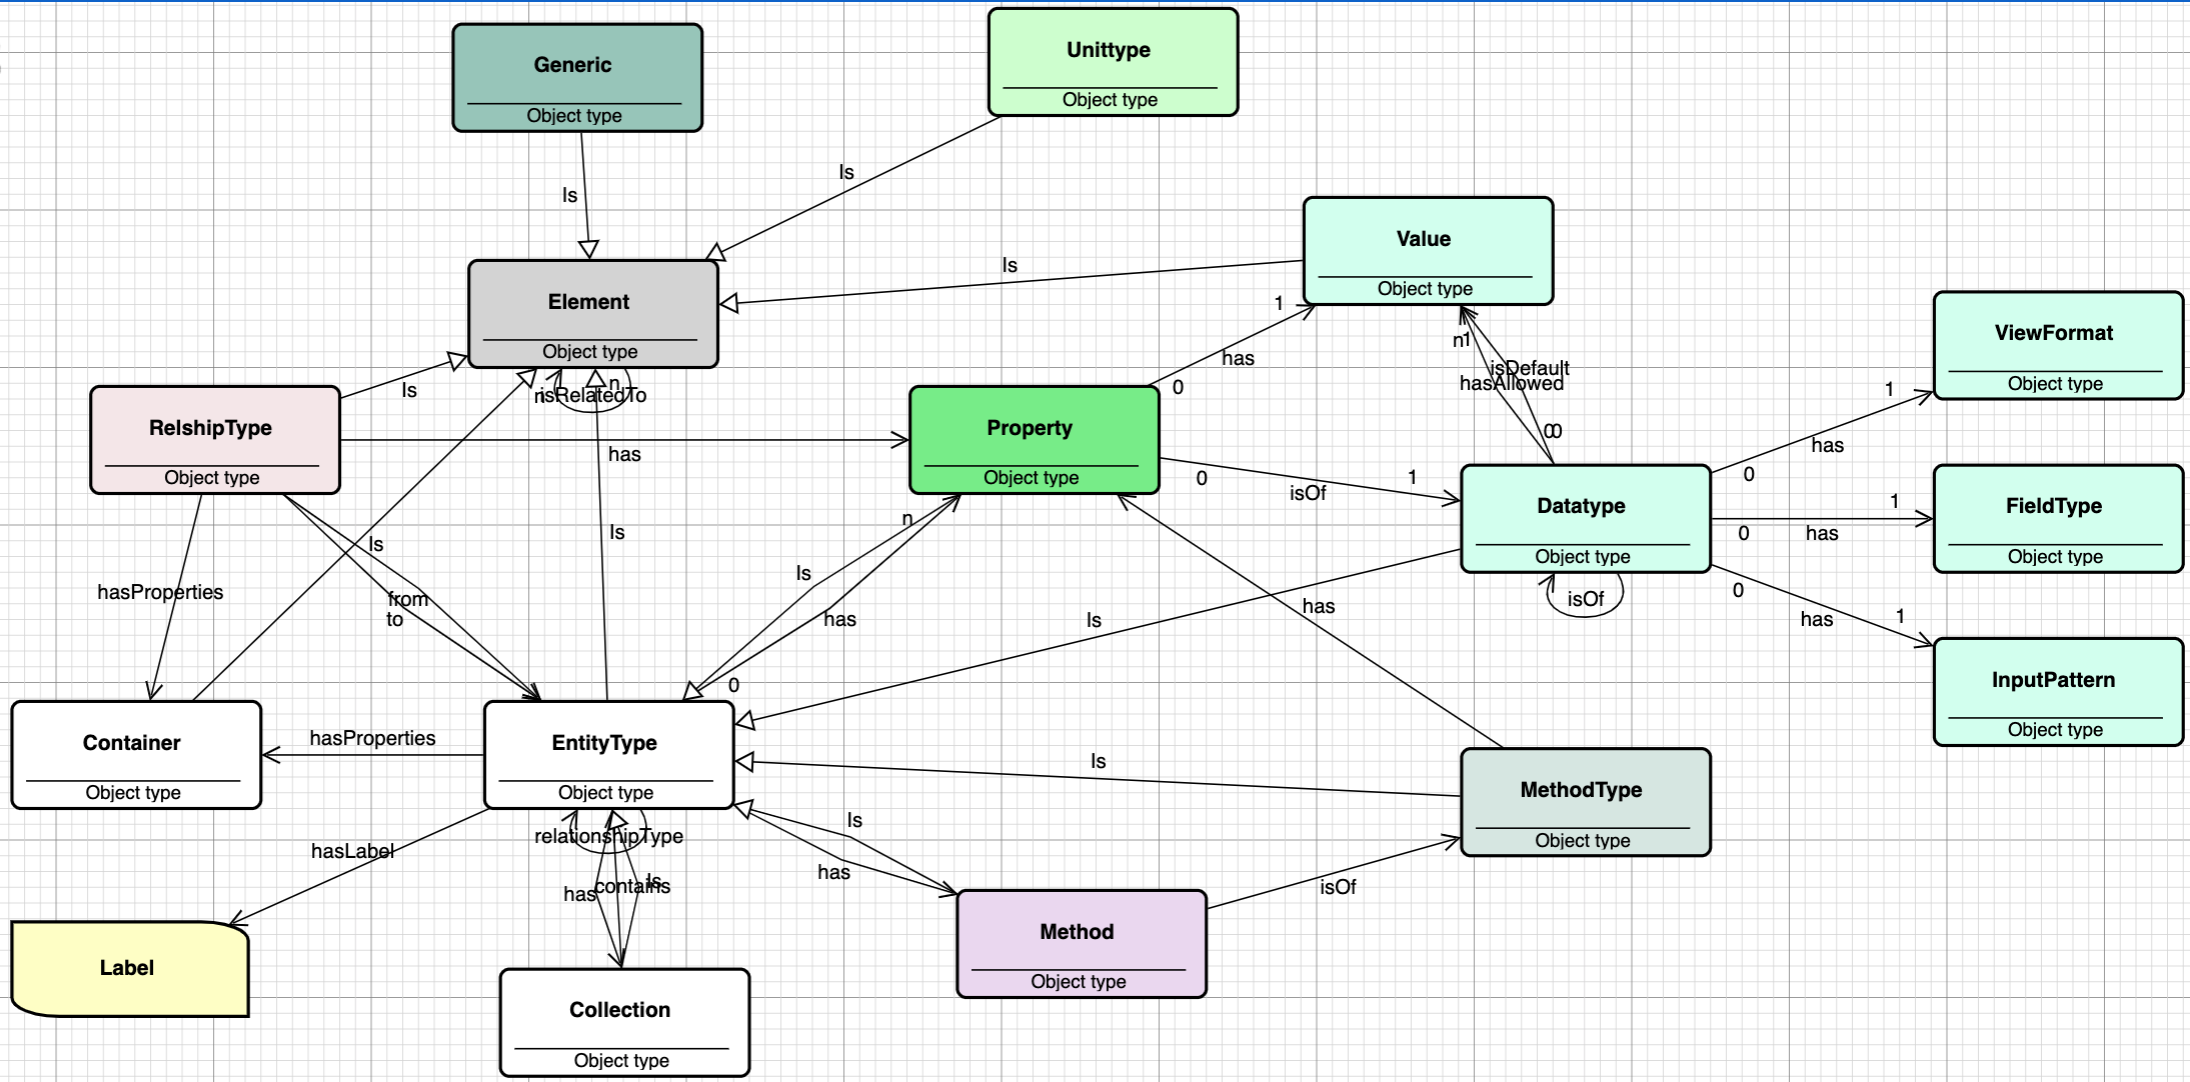 Generic
Object type
Unittype
Object type
Is
Is
Value
Object type
Is
Element
Object type
1
has
0
n1
isDefault
hasAllowed
00
ViewFormat
Object type
1
has
0
Is
n
n
isRelatedTo
RelshipType
Object type
has
Property
Object type
0
isOf
1
Datatype
Object type
isOf
1
0
has
FieldType
Object type
0
has
1
InputPattern
Object type
n
Is
Is
Is
has
0
hasProperties
from
to
Is
has
Container
Object type
hasProperties
EntityType
Object type
Is
MethodType
Object type
relationshipType
hasLabel
Is
has
isOf
has
contains
Is
Method
Object type
Label
Collection
Object type